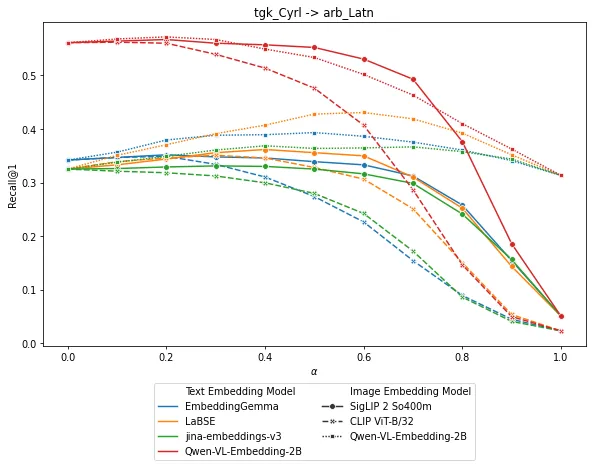 tgk_Cyrl -> arb_Latn
Recall@1
0.5
0.4
0.3
0.2
0.1
0.0
0.0 0.2 0.4 0.6 0.8 1.0
α
Text Embedding Model Image Embedding Model
EmbeddingGemma SigLIP 2 So400m
LaBSE CLIP ViT-B/32
jina-embeddings-v3 Qwen-VL-Embedding-2B
Qwen-VL-Embedding-2B